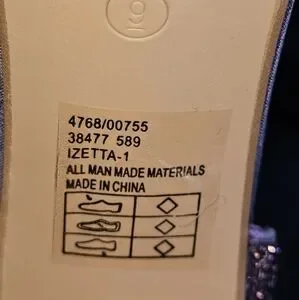 4768/00755
38477 589
IZETTA-1
ALL MAN MADE MATERIALS
MADE IN CHINA